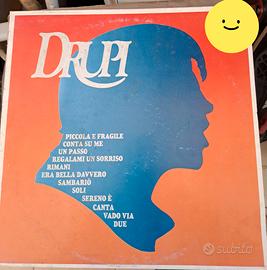 DRUPI
PICCOLA E FRAGILE
CONTA SU ME
UN PASSO
REGALAMI UN SORRISO
RIMANI
ERA BELLA DAVVERO
SAMBARIÒ
SOLI
SERENO È
CANTA
VADO VIA
DUE
subito